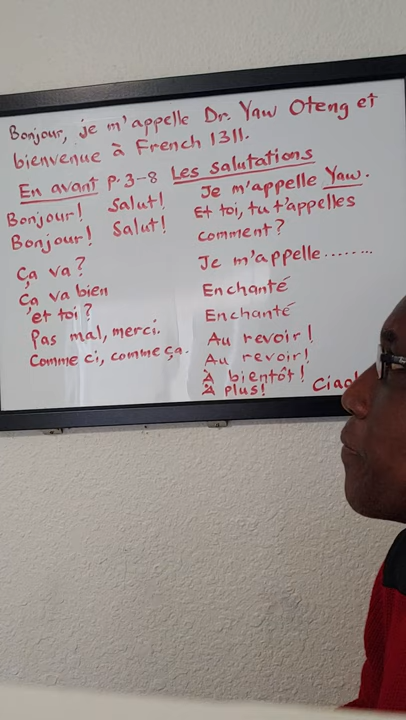 Bonjour, je m'appelle Dr. Yaw Oteng et
bienvenue à French 1311.
En avant P. 3-8 Les salutations
Bonjour! Salut!
Bonjour! Salut!
Ça va?
Ça va bien
et toi?
Pas mal, merci.
Comme ci, comme ça.
Je m'appelle Yaw.
Et toi, tu t'appelles
comment?
Je m'appelle........
Enchanté
Enchanté
Au revoir!
Au revoir!
À bientôt!
À plus! Ciao!